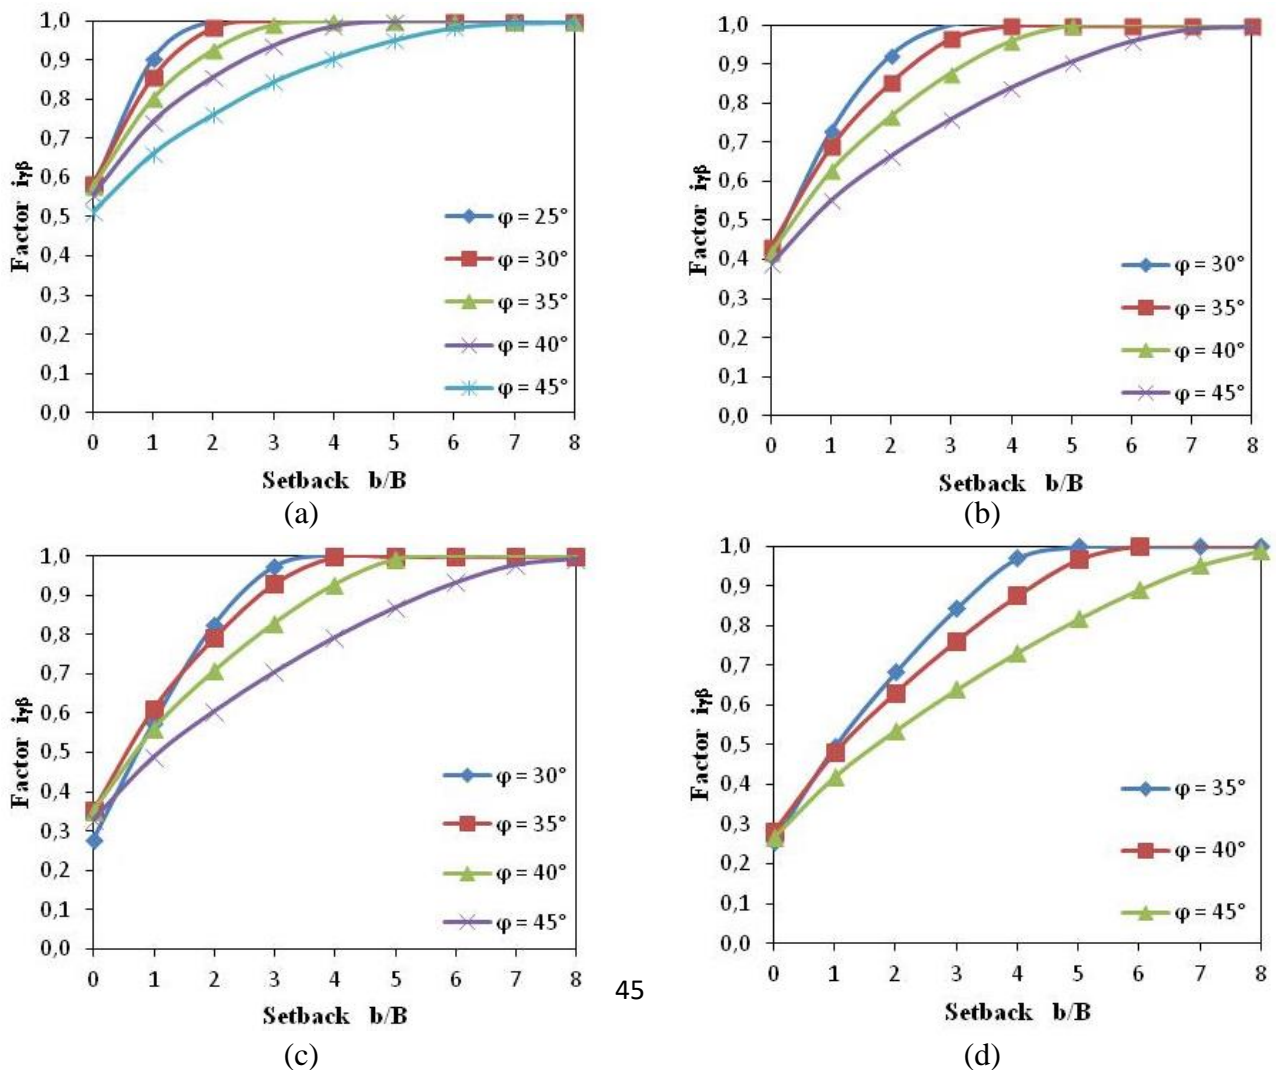 1,0
0,9
0,8
0,7
0,6
0,5
0,4
0,3
0,2
0,1
0,0
Factor iγβ
0 1 2 3 4 5 6 7 8
Setback b/B
φ = 25°
φ = 30°
φ = 35°
φ = 40°
φ = 45°
(a)
1,0
0,9
0,8
0,7
0,6
0,5
0,4
0,3
0,2
0,1
0,0
Factor iγβ
0 1 2 3 4 5 6 7 8
Setback b/B
φ = 30°
φ = 35°
φ = 40°
φ = 45°
(b)
1,0
0,9
0,8
0,7
0,6
0,5
0,4
0,3
0,2
0,1
0,0
Factor iγβ
0 1 2 3 4 5 6 7 8
Setback b/B
φ = 30°
φ = 35°
φ = 40°
φ = 45°
(c)
45
1,0
0,9
0,8
0,7
0,6
0,5
0,4
0,3
0,2
0,1
0,0
Factor iγβ
0 1 2 3 4 5 6 7 8
Setback b/B
φ = 35°
φ = 40°
φ = 45°
(d)